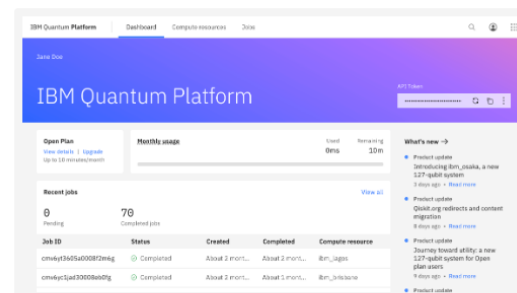 IBM Quantum Platform
Dashboard
Compute resources
Jobs
Jane Doe
IBM Quantum Platform
API Token
Open Plan
View details | Upgrade
Up to 10 minutes/month
Monthly usage
Used
0ms
Remaining
10m
What's new →
Product update
Introducing ibm_osaka, a new
127-qubit system
3 days ago • Read more
Product update
Qiskit.org redirects and content
migration
8 days ago • Read more
Product update
Journey toward utility: a new
127-qubit system for Open
plan users
9 days ago • Read more
Product update
Recent jobs
View all
0
Pending
70
Completed jobs
Job ID Status Created Completed Compute resource
Completed About 2 mont... About 2 mont... ibm_lagos
Completed About 2 mont... About 1 mont... ibm_brisbane